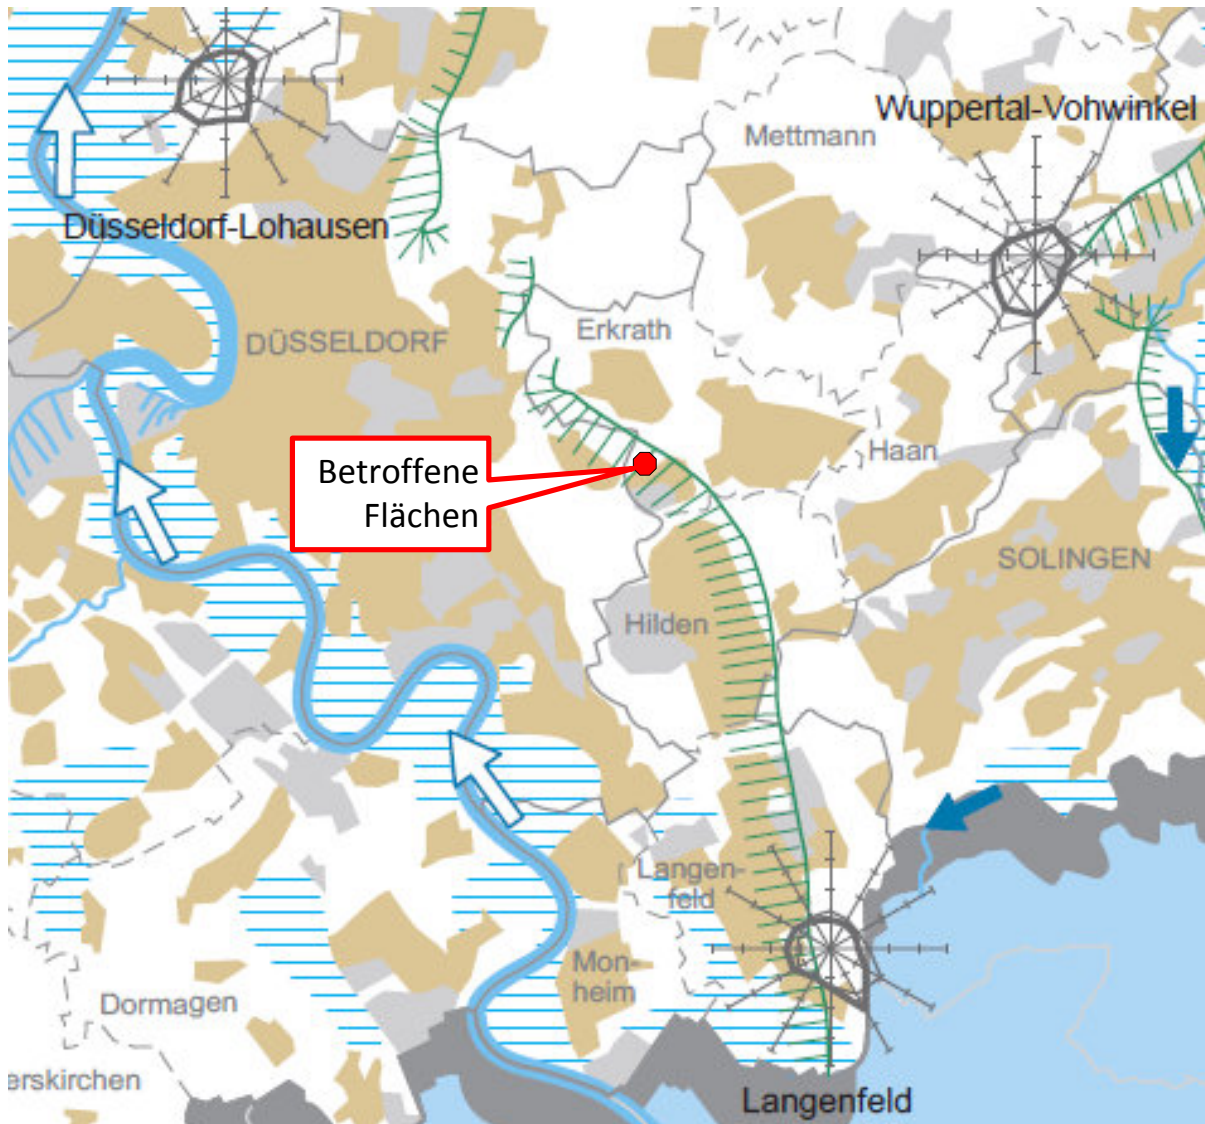 Wuppertal-Vohwinkel
Mettmann
Düsseldorf-Lohausen
Erkrath
DÜSSELDORF
Haan
Betroffene
Flächen
SOLINGEN
Hilden
Langen-
feld
Mon-
heim
Dormagen
erskirchen
Langenfeld